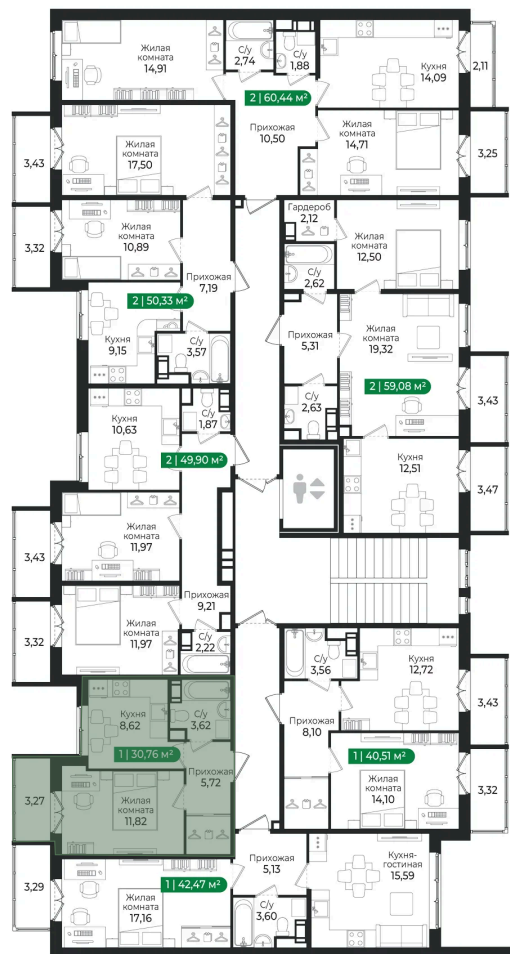 Жилая
комната
14,91
С/у
2,74
С/у
1,88
Кухня
14,09
2,11
2 | 60,44 м²
Прихожая
10,50
Жилая
комната
14,71
3,25
3,43
Жилая
комната
17,50
3,32
Жилая
комната
10,89
Прихожая
7,19
2 | 50,33 м²
Кухня
9,15
С/у
3,57
Гардероб
2,12
Жилая
комната
12,50
С/у
2,62
Прихожая
5,31
Жилая
комната
19,32
2 | 59,08 м²
С/у
2,63
3,43
Кухня
12,51
3,47
Кухня
10,63
С/у
1,87
2 | 49,90 м²
3,43
Жилая
комната
11,97
Прихожая
9,21
3,32
Жилая
комната
11,97
С/у
2,22
С/у
3,56
Кухня
12,72
3,43
Прихожая
8,10
1 | 40,51 м²
Жилая
комната
14,10
3,32
Кухня
8,62
С/у
3,62
1 | 30,76 м²
Прихожая
5,72
3,27
Жилая
комната
11,82
3,29
1 | 42,47 м²
Жилая
комната
17,16
Прихожая
5,13
С/у
3,60
Кухня-
гостиная
15,59